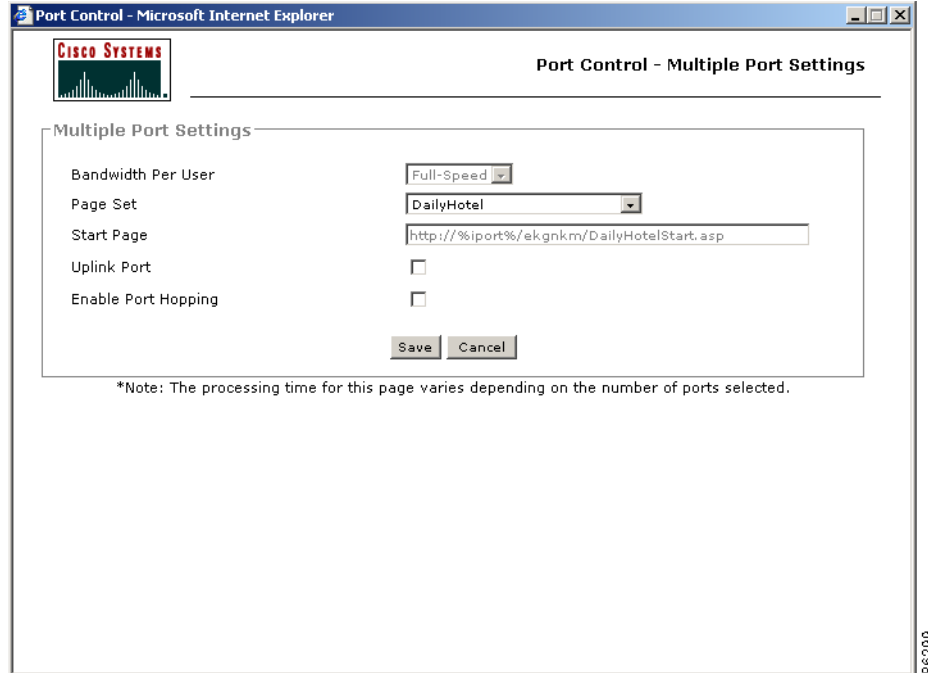 Port Control - Microsoft Internet Explorer
CISCO SYSTEMS
Port Control - Multiple Port Settings
Multiple Port Settings
Bandwidth Per User Full-Speed
Page Set DailyHotel
Start Page http://%iport%/ekgnkm/DailyHotelStart.asp
Uplink Port
Enable Port Hopping
Save Cancel
*Note: The processing time for this page varies depending on the number of ports selected.